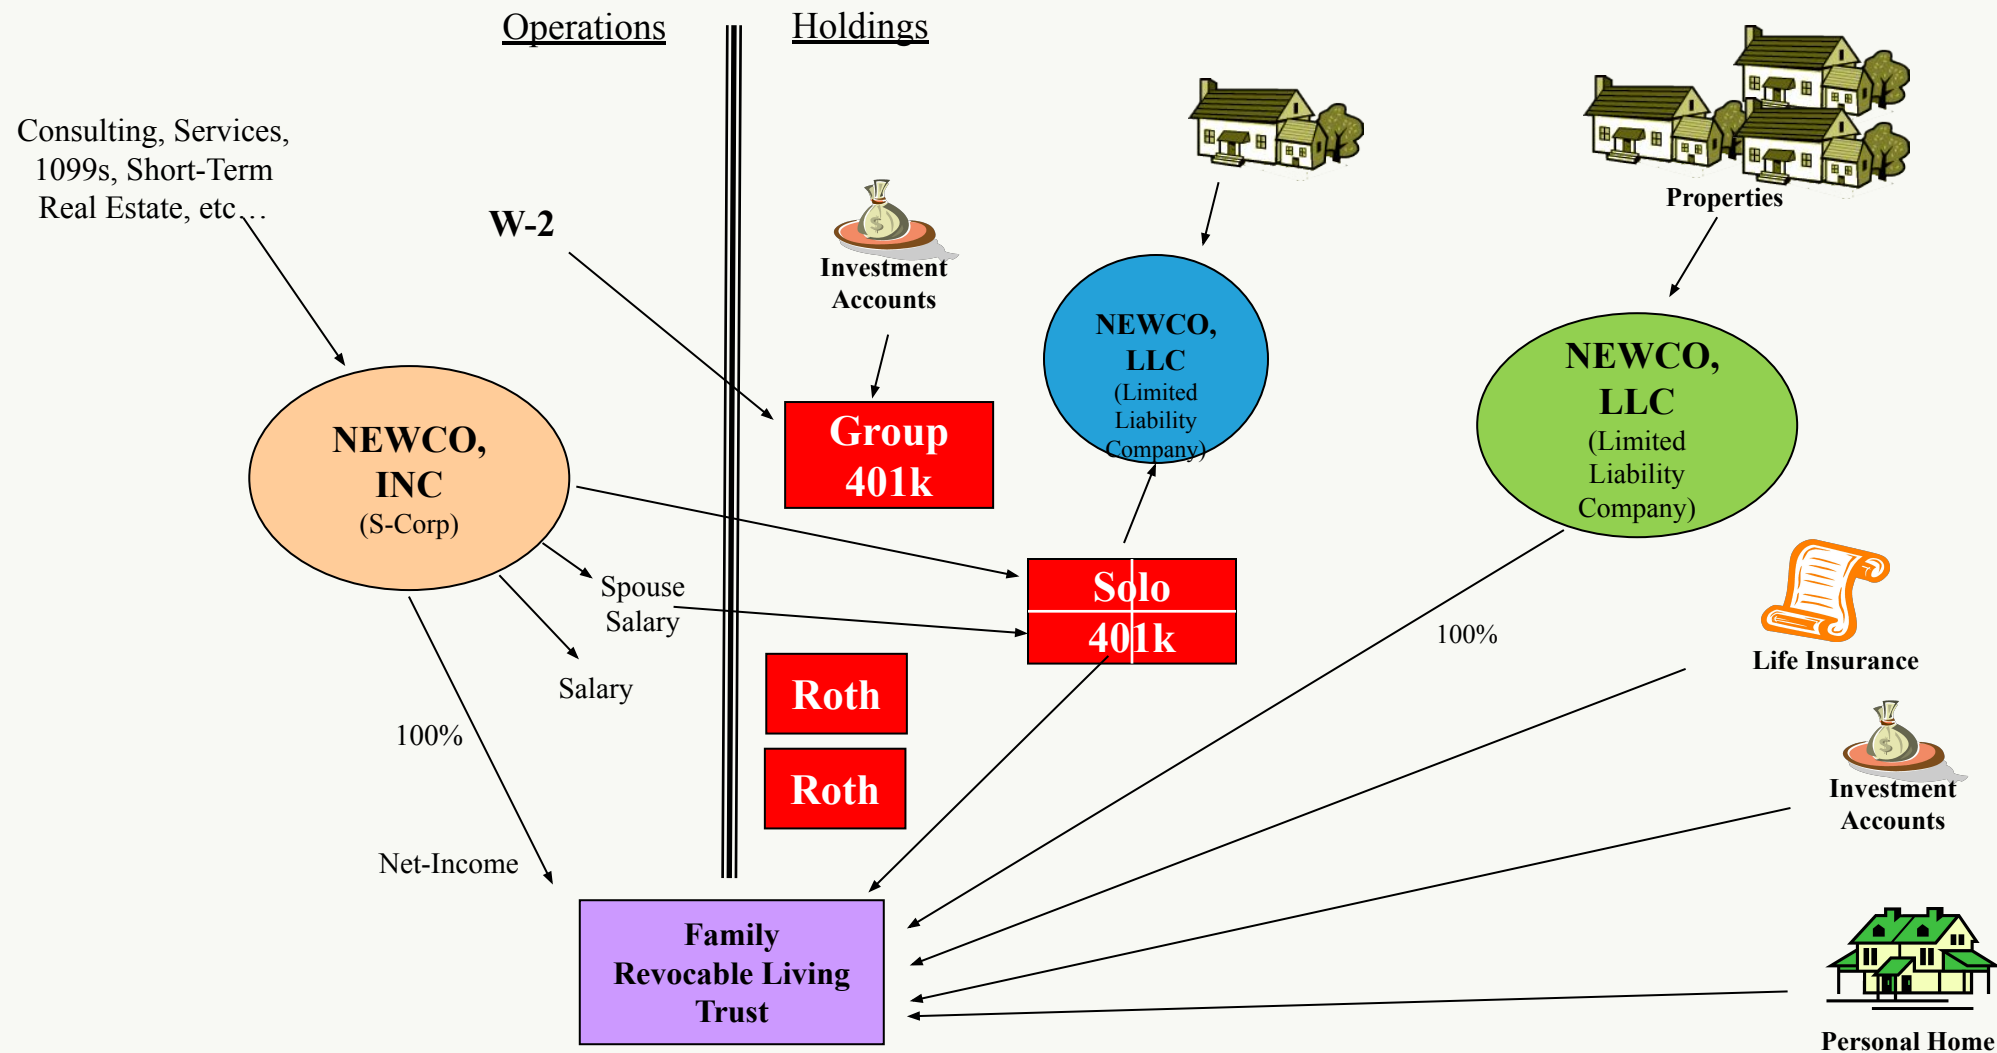 Operations
Holdings
Consulting, Services,
1099s, Short-Term
Real Estate, etc…
W-2
Investment
Accounts
Properties
NEWCO,
INC
(S-Corp)
Group
401k
NEWCO,
LLC
(Limited
Liability
Company)
NEWCO,
LLC
(Limited
Liability
Company)
Spouse
Salary
Salary
Solo
401k
Roth
Roth
100%
100%
Net-Income
Life Insurance
Investment
Accounts
Family
Revocable Living
Trust
Personal Home